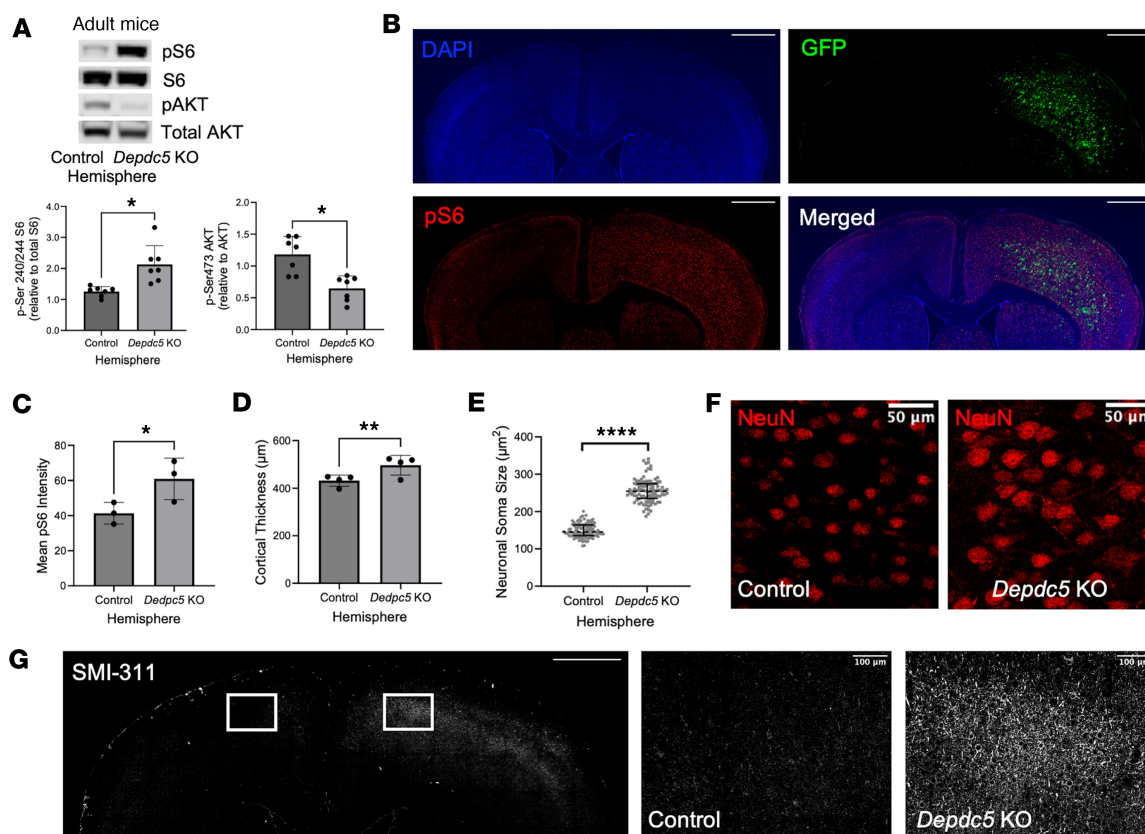 A
Adult mice
pS6
S6
pAKT
Total AKT
Control Depdc5 KO
Hemisphere
p-Ser 240/244 S6
(relative to total S6)
4.0
3.0
2.0
1.0
0.0
*
Control Depdc5 KO
Hemisphere
p-Ser473 AKT
(relative to AKT)
2.0
1.5
1.0
0.5
0.0
*
Control Depdc5 KO
Hemisphere
B
DAPI
GFP
pS6
Merged
C
Mean pS6 Intensity
80
60
40
20
0
*
Control Dedpc5 KO
Hemisphere
D
Cortical Thickness (µm)
600
400
200
0
**
Control Dedpc5 KO
Hemisphere
E
Neuronal Soma Size (µm²)
400
300
200
100
0
****
Control Depdc5 KO
Hemisphere
F
NeuN
50 µm
Control
NeuN
50 µm
Depdc5 KO
G
SMI-311
100 µm
Control
100 µm
Depdc5 KO